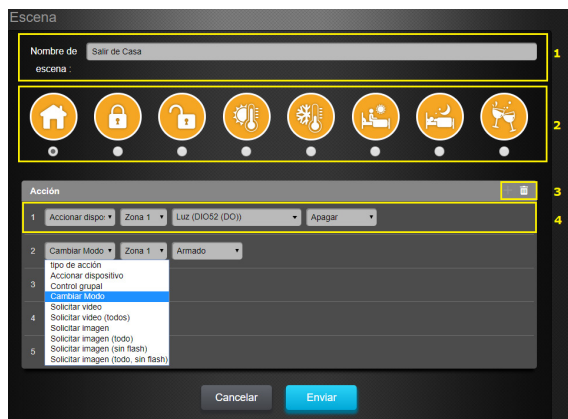 Escena
Nombre de escena :
Salir de Casa
1
2
Acción
3
1 Accionar dispo: Zona 1 Luz (DIO52 (DO)) Apagar
4
2 Cambiar Modo Zona 1 Armado
tipo de acción
Accionar dispositivo
3
Control grupal
Cambiar Modo
Solicitar video
4
Solicitar video (todos)
Solicitar imagen
Solicitar imagen (todo)
5
Solicitar imagen (sin flash)
Solicitar imagen (todo, sin flash)
Cancelar Enviar